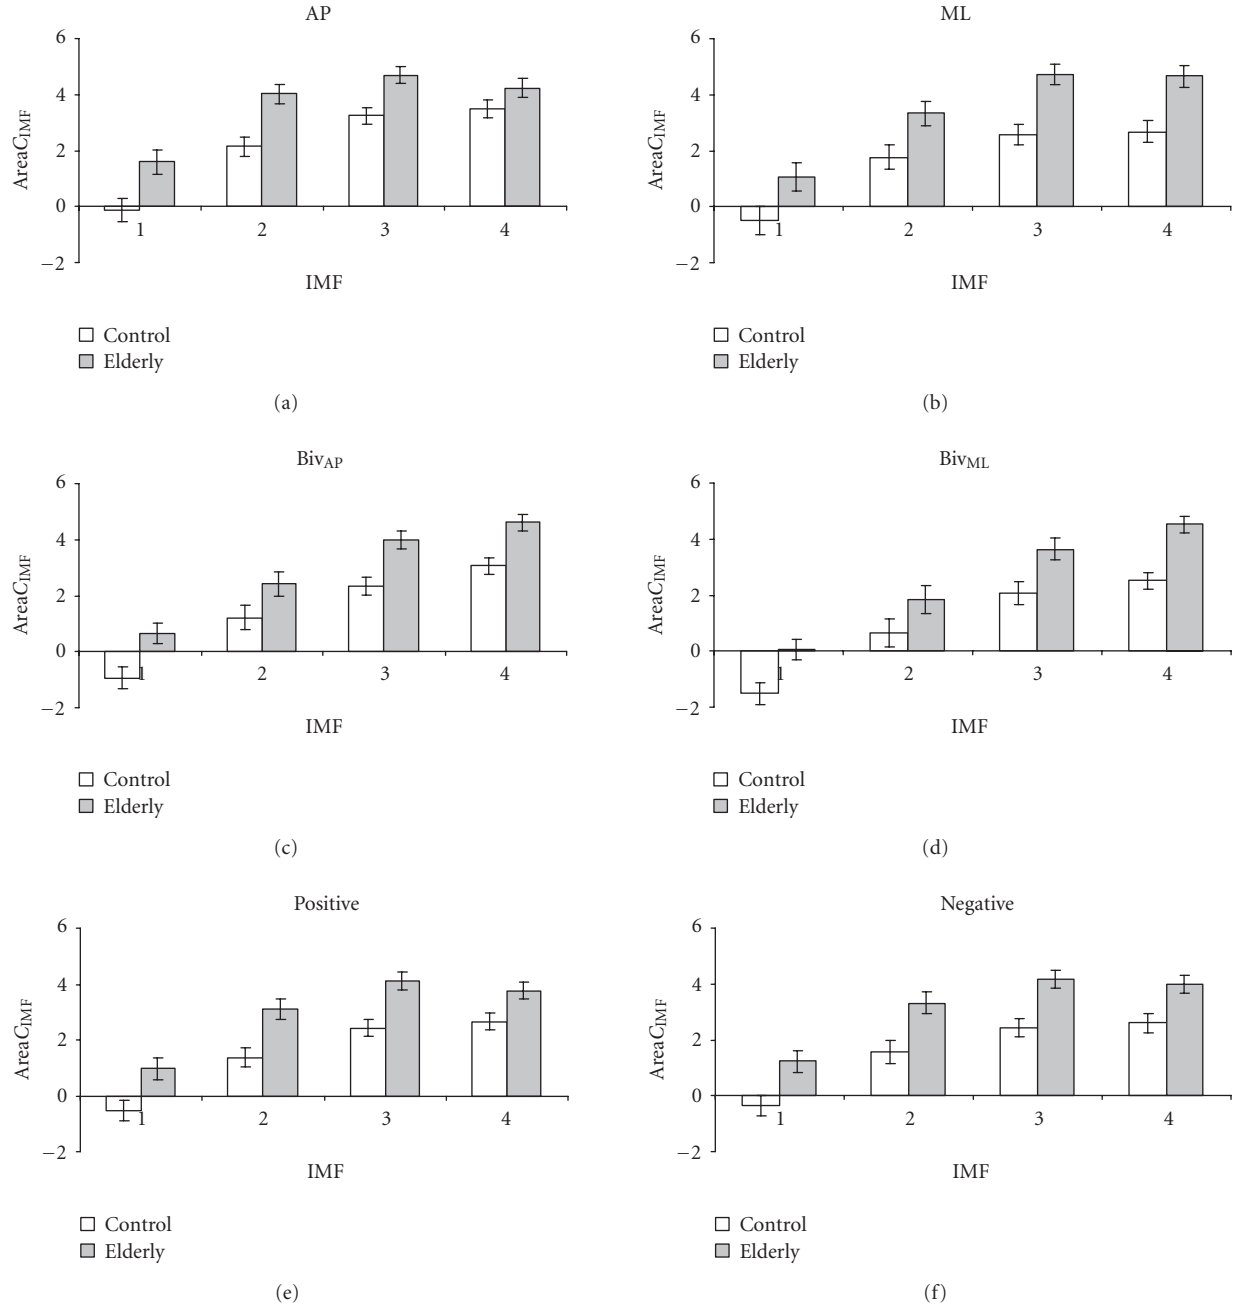 AP
6
4
2
0
−2
AreaC_IMF
1 2 3 4
IMF
Control
Elderly
(a)
ML
6
4
2
0
−2
AreaC_IMF
1 2 3 4
IMF
Control
Elderly
(b)
Biv_AP
6
4
2
0
−2
AreaC_IMF
1 2 3 4
IMF
Control
Elderly
(c)
Biv_ML
6
4
2
0
−2
AreaC_IMF
1 2 3 4
IMF
Control
Elderly
(d)
Positive
6
4
2
0
−2
AreaC_IMF
1 2 3 4
IMF
Control
Elderly
(e)
Negative
6
4
2
0
−2
AreaC_IMF
1 2 3 4
IMF
Control
Elderly
(f)